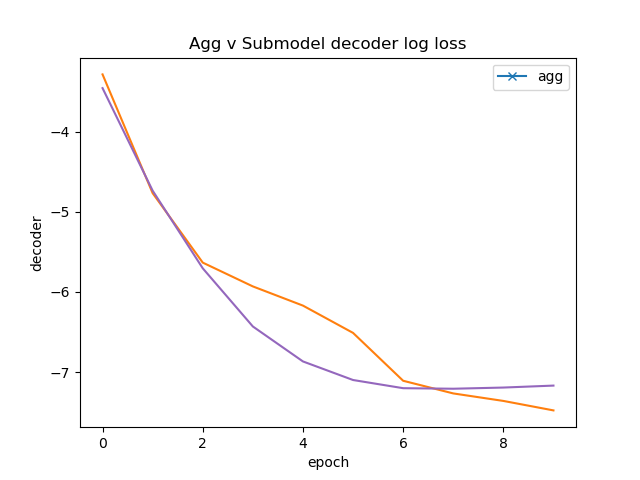 Agg v Submodel decoder log loss
agg
decoder
−4
−5
−6
−7
0 2 4 6 8
epoch